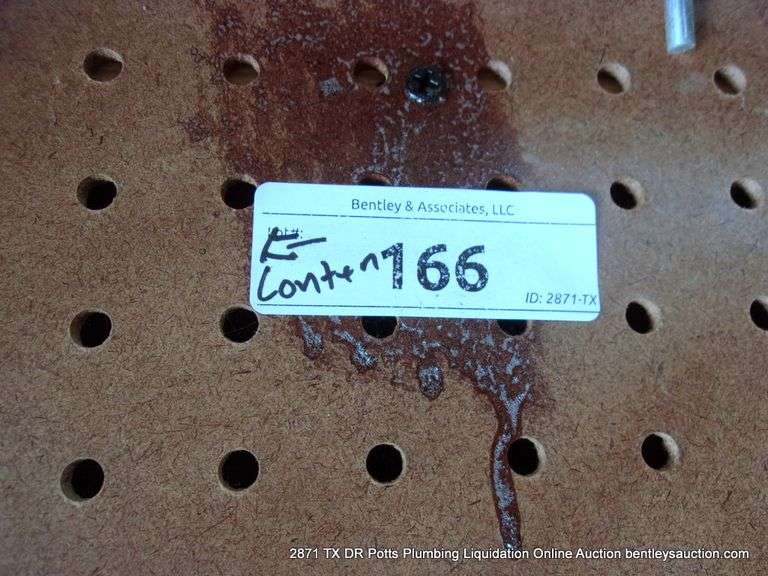 Bentley & Associates, LLC
Lot#:
Conten 166
ID: 2871-TX
2871 TX DR Potts Plumbing Liquidation Online Auction bentleysauction.com